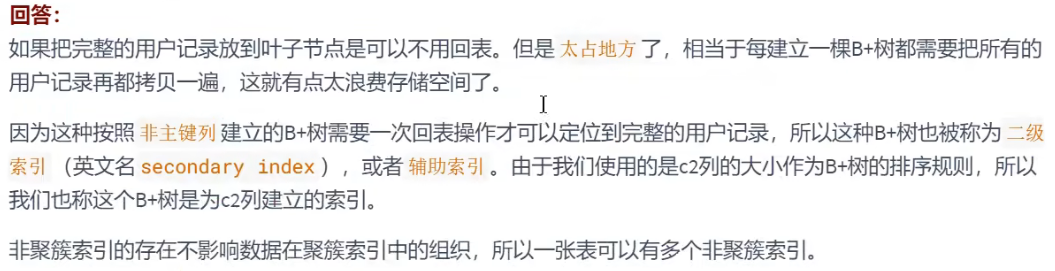 回答：
如果把完整的用户记录放到叶子节点是可以不用回表。但是太占地方了，相当于每建立一棵B+树都需要把所有的
用户记录再都拷贝一遍，这就有点太浪费存储空间了。
因为这种按照非主键列建立的B+树需要一次回表操作才可以定位到完整的用户记录，所以这种B+树也被称为二级
索引（英文名secondary index），或者辅助索引。由于我们使用的是c2列的大小作为B+树的排序规则，所以
我们也称这个B+树是为c2列建立的索引。
非聚簇索引的存在不影响数据在聚簇索引中的组织，所以一张表可以有多个非聚簇索引。